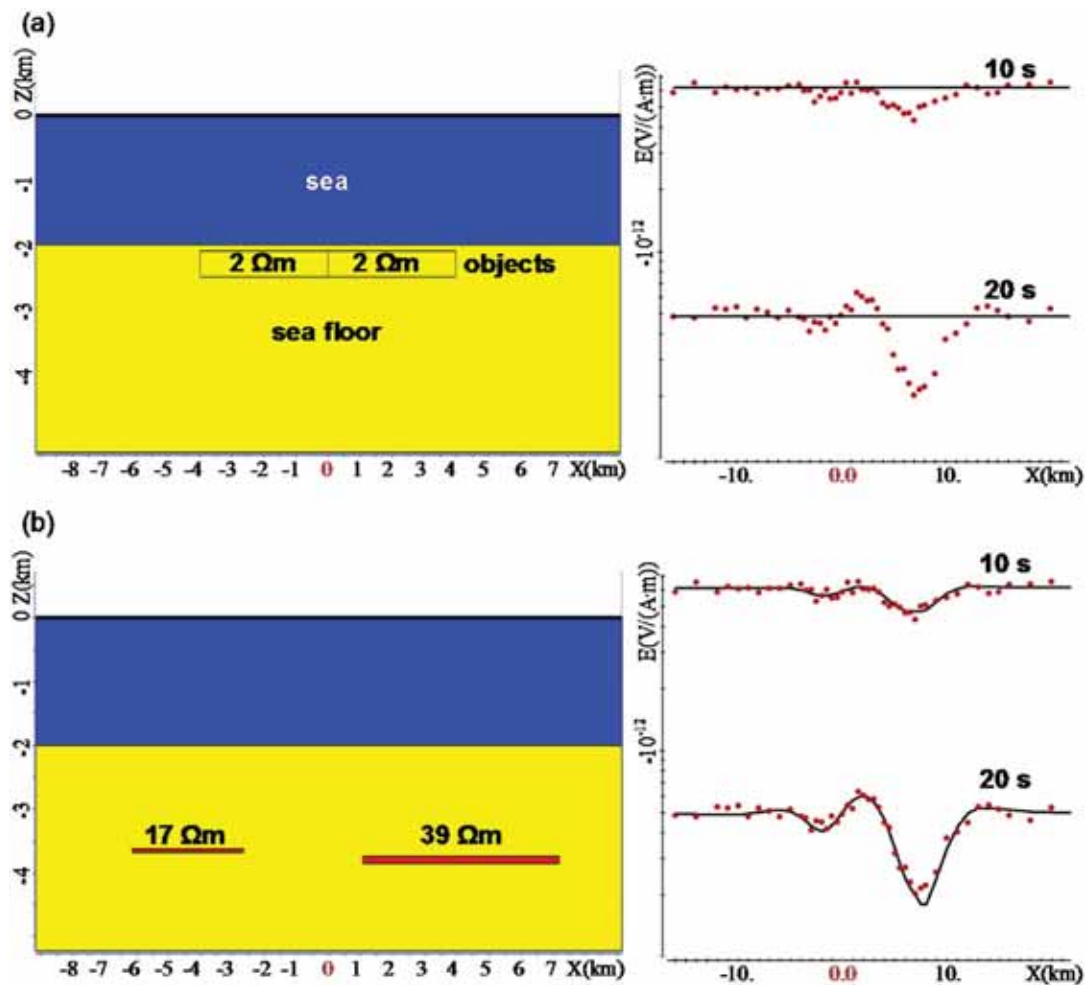 (a)
0 Z(km)
-1
-2
-3
-4
sea
2 Ωm 2 Ωm objects
sea floor
-8 -7 -6 -5 -4 -3 -2 -1 0 1 2 3 4 5 6 7 X(km)
E(V/(A·m))
-10⁻¹²
10 s
20 s
-10. 0.0 10. X(km)
(b)
0 Z(km)
-1
-2
-3
-4
17 Ωm 39 Ωm
-8 -7 -6 -5 -4 -3 -2 -1 0 1 2 3 4 5 6 7 X(km)
E(V/(A·m))
-10⁻¹²
10 s
20 s
-10. 0.0 10. X(km)